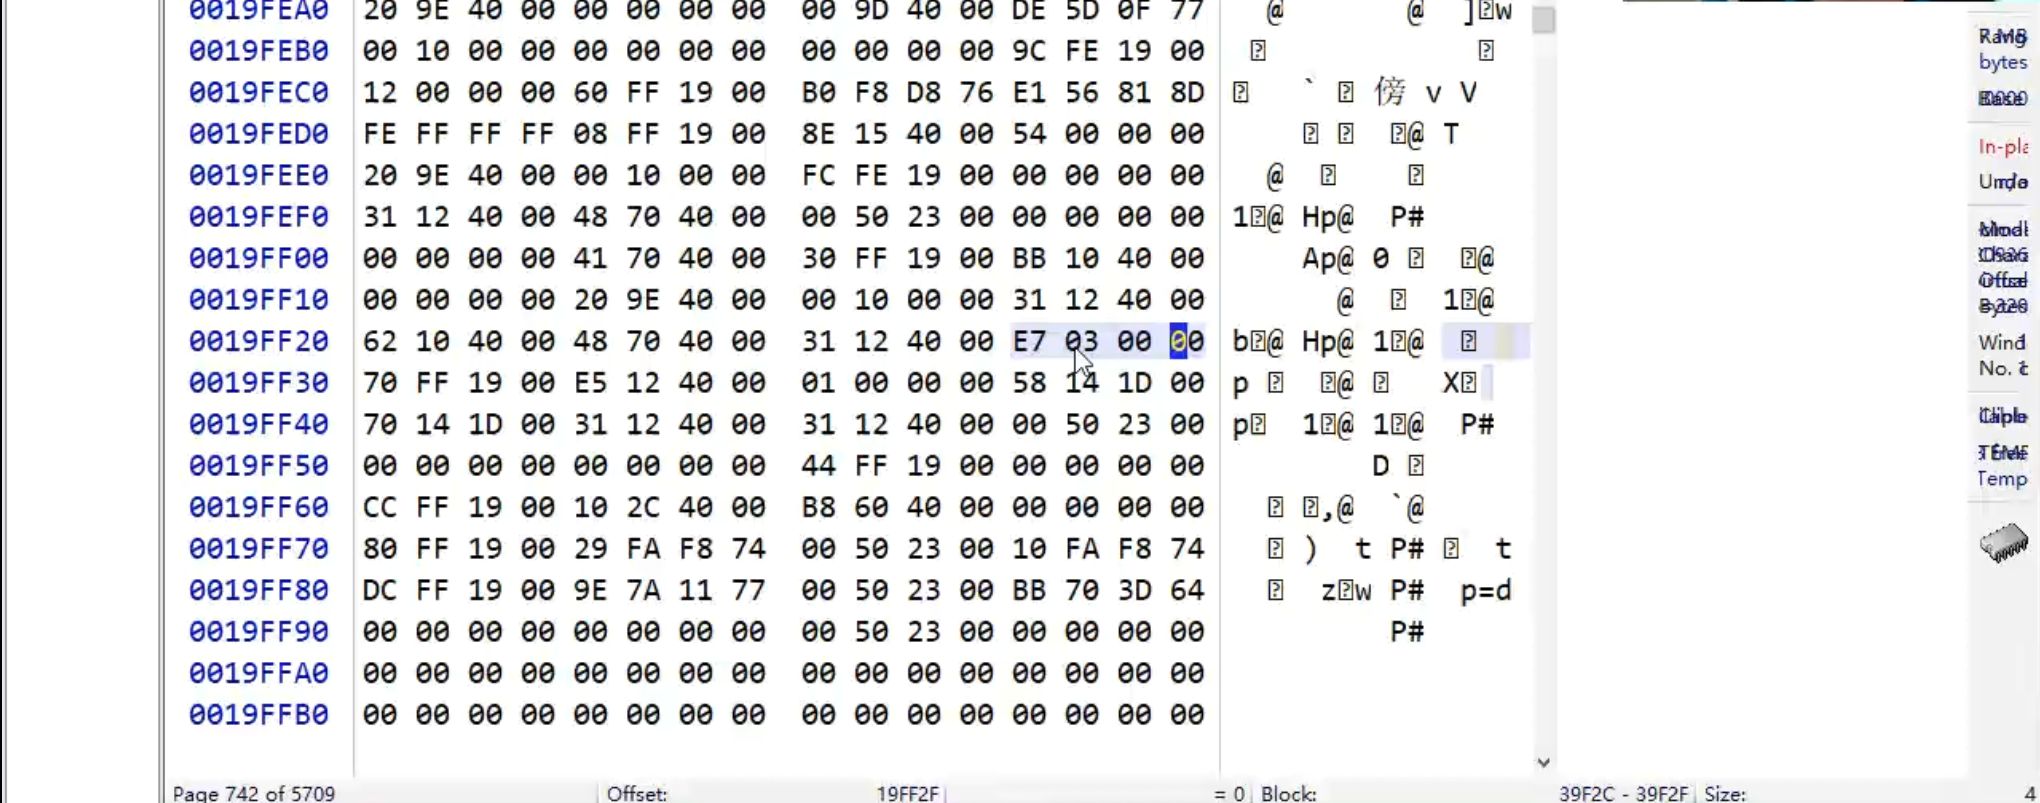 0019FEA0 20 9E 40 00 00 00 00 00 00 9D 40 00 DE 5D 0F 77 @ @ ] w
0019FEB0 00 10 00 00 00 00 00 00 00 00 00 00 9C FE 19 00
0019FEC0 12 00 00 00 60 FF 19 00 B0 F8 D8 76 E1 56 81 8D ` 傍 v V
0019FED0 FE FF FF FF 08 FF 19 00 8E 15 40 00 54 00 00 00 @ T
0019FEE0 20 9E 40 00 00 10 00 00 FC FE 19 00 00 00 00 00 @
0019FEF0 31 12 40 00 48 70 40 00 00 50 23 00 00 00 00 00 1 @ Hp@ P#
0019FF00 00 00 00 00 41 70 40 00 30 FF 19 00 BB 10 40 00 Ap@ 0 @
0019FF10 00 00 00 00 20 9E 40 00 00 10 00 00 31 12 40 00 @ 1 @
0019FF20 62 10 40 00 48 70 40 00 31 12 40 00 E7 03 00 00 b @ Hp@ 1 @
0019FF30 70 FF 19 00 E5 12 40 00 01 00 00 00 58 14 1D 00 p @ X
0019FF40 70 14 1D 00 31 12 40 00 31 12 40 00 00 50 23 00 p 1 @ 1 @ P#
0019FF50 00 00 00 00 00 00 00 00 44 FF 19 00 00 00 00 00 D
0019FF60 CC FF 19 00 10 2C 40 00 B8 60 40 00 00 00 00 00 ,@ `@
0019FF70 80 FF 19 00 29 FA F8 74 00 50 23 00 10 FA F8 74 ) t P# t
0019FF80 DC FF 19 00 9E 7A 11 77 00 50 23 00 BB 70 3D 64 z w P# p=d
0019FF90 00 00 00 00 00 00 00 00 00 50 23 00 00 00 00 00 P#
0019FFA0 00 00 00 00 00 00 00 00 00 00 00 00 00 00 00 00
0019FFB0 00 00 00 00 00 00 00 00 00 00 00 00 00 00 00 00
bytes
In-pla
Wind
No. t
Temp
Page 742 of 5709 Offset: 19FF2F = 0 Block: 39F2C - 39F2F Size: 4